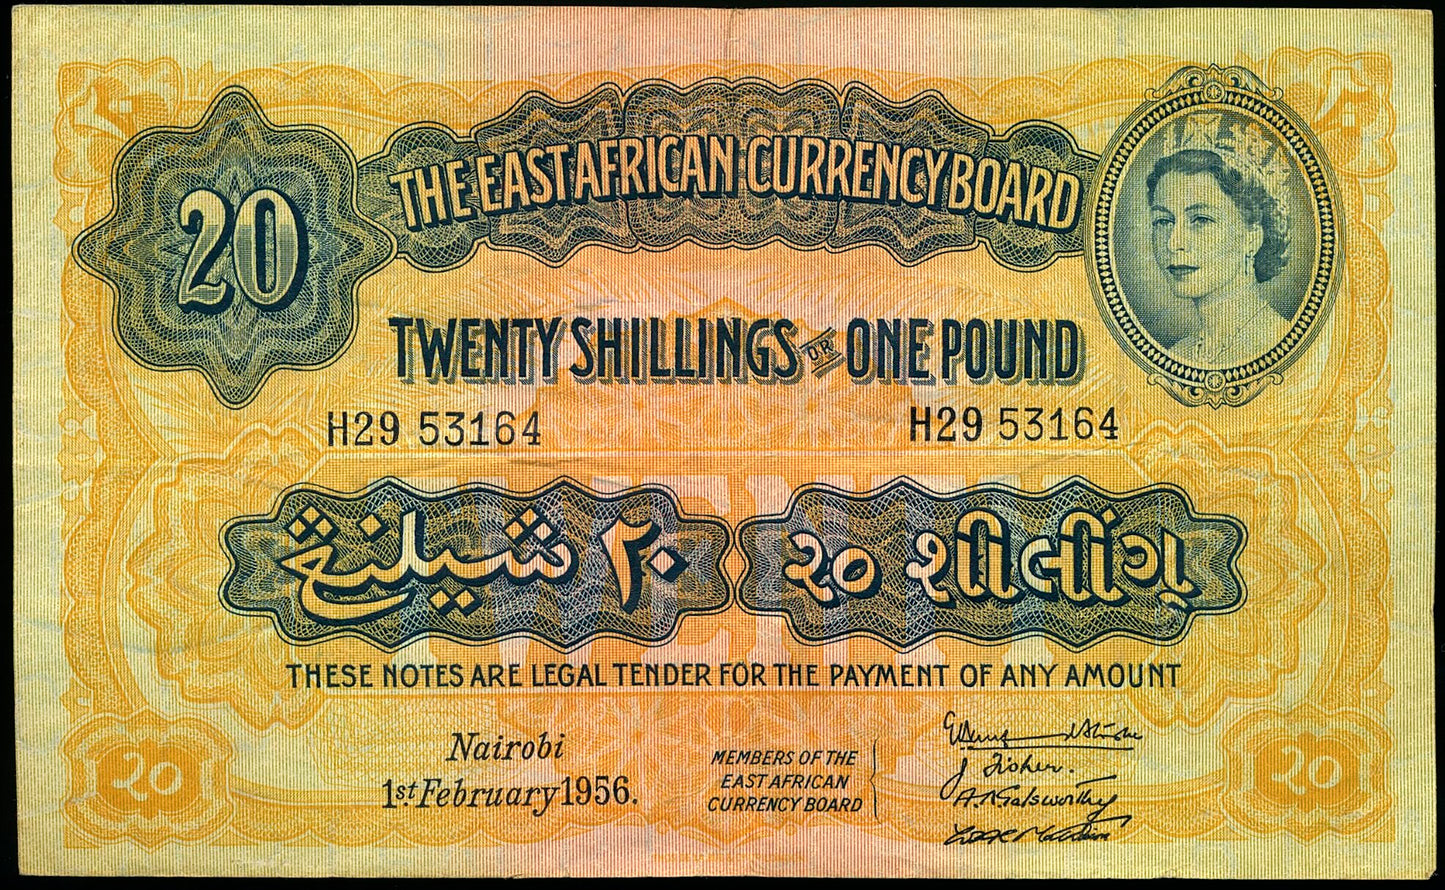 THE EAST AFRICAN CURRENCY BOARD
20
TWENTY SHILLINGS OR ONE POUND
H29 53164
H29 53164
٢٠ شيلنݣة
૨૦ શીલીંગ્
THESE NOTES ARE LEGAL TENDER FOR THE PAYMENT OF ANY AMOUNT
Nairobi
1st February 1956.
MEMBERS OF THE
EAST AFRICAN
CURRENCY BOARD
J Fisher.
A.N. Galsworthy
20
20